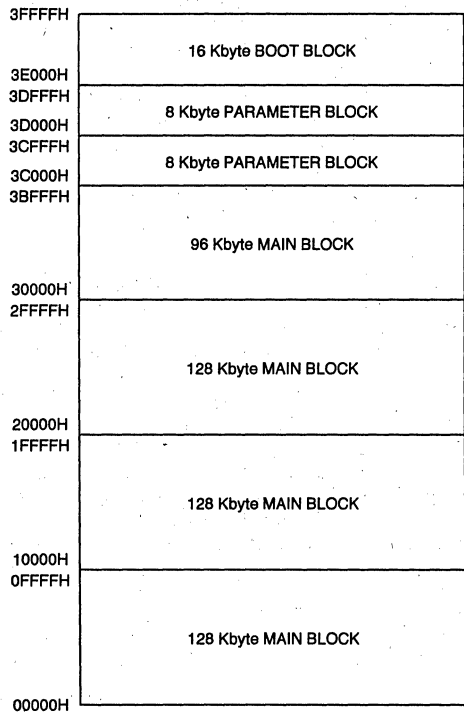 3FFFFH
16 Kbyte BOOT BLOCK
3E000H
3DFFFH
8 Kbyte PARAMETER BLOCK
3D000H
3CFFFH
8 Kbyte PARAMETER BLOCK
3C000H
3BFFFH
96 Kbyte MAIN BLOCK
30000H
2FFFFH
128 Kbyte MAIN BLOCK
20000H
1FFFFH
128 Kbyte MAIN BLOCK
10000H
0FFFFH
128 Kbyte MAIN BLOCK
00000H